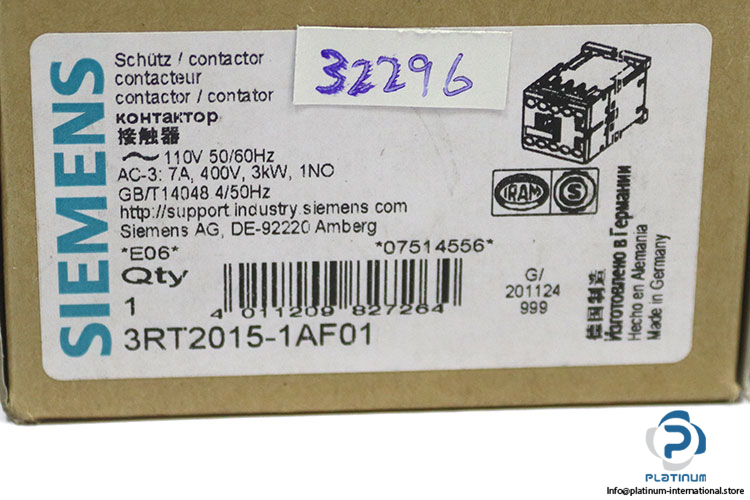 SIEMENS
32296
Schütz / contactor
contacteur
contactor / contator
контактор
接触器
~ 110V 50/60Hz
AC-3: 7A, 400V, 3kW, 1NO
GB/T14048.4/50Hz
http://support.industry.siemens.com
Siemens AG, DE-92220 Amberg
*E06* *07514556*
Qty
1
4 011209 827264
3RT2015-1AF01
IRAM
S
G/
201124
999
德国制造
Изготовлено в Германии
Hecho en Alemania
Made in Germany
P
PLATINUM
Info@platinum-international.store